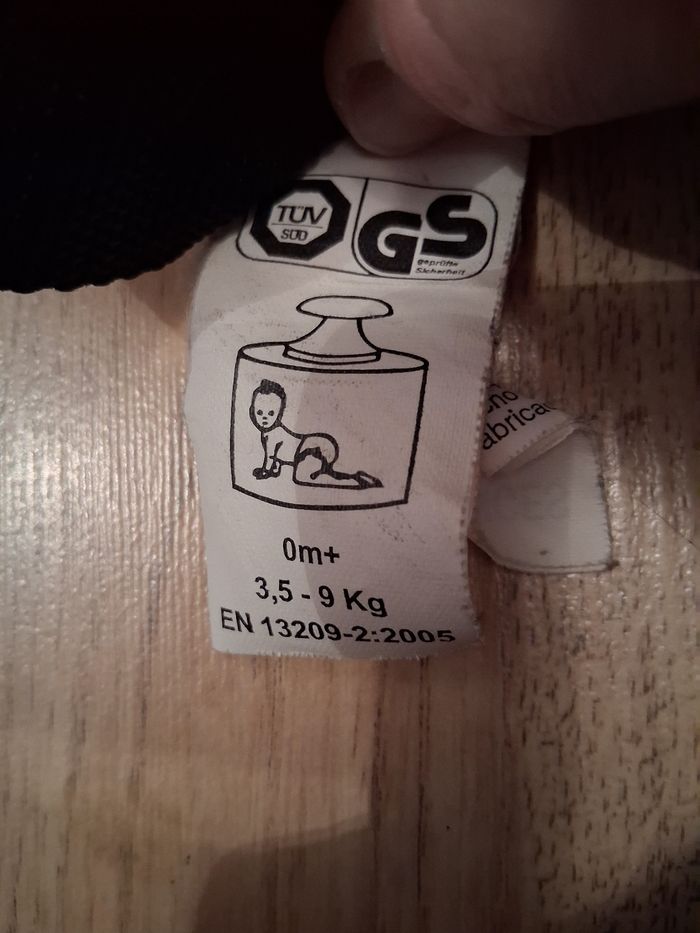 TÜV
SÜD
GS
geprüfte
Sicherheit
0m+
3,5 - 9 Kg
EN 13209-2:2005